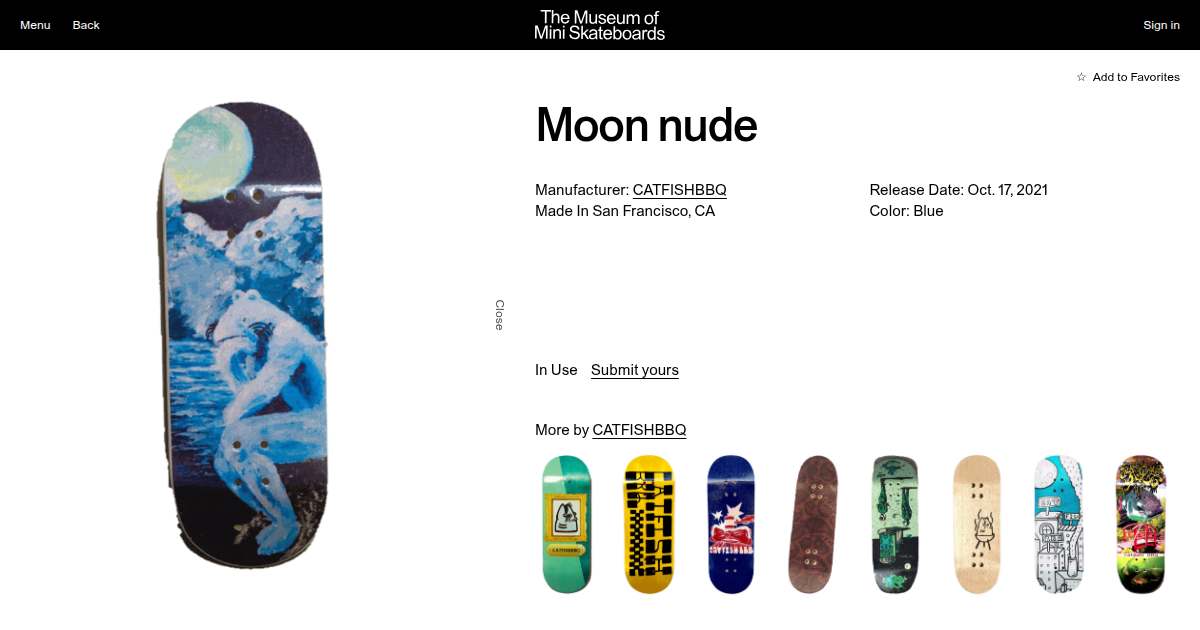 Menu
Back
The Museum of
Mini Skateboards
Sign in
☆ Add to Favorites
Moon nude
Manufacturer: CATFISHBBQ
Made In San Francisco, CA
Release Date: Oct. 17, 2021
Color: Blue
Close
In Use Submit yours
More by CATFISHBBQ
CATFISHBBQ